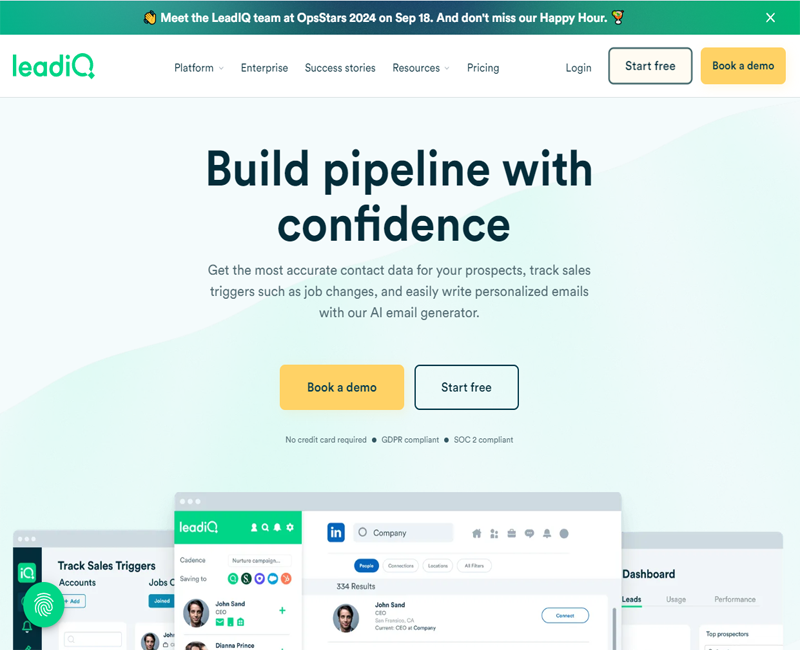 👋 Meet the LeadIQ team at OpsStars 2024 on Sep 18. And don't miss our Happy Hour. 🏆
leadiQ
Platform
Enterprise
Success stories
Resources
Pricing
Login
Start free
Book a demo
Build pipeline with
confidence
Get the most accurate contact data for your prospects, track sales
triggers such as job changes, and easily write personalized emails
with our AI email generator.
Book a demo
Start free
No credit card required ● GDPR compliant ● SOC 2 compliant
iQ
Track Sales Triggers
Accounts
Jobs C
+ Add
Joined
John
CEO
leadiQ
Cadence
Nurture campaign...
Saving to
John Sand
CEO
Dianna Prince
in
Company
People
Connections
Locations
All Filters
334 Results
John Sand
CEO
San Fransisco, CA
Current: CEO at Company
Connect
Dashboard
Leads
Usage
Performance
Top prospectors